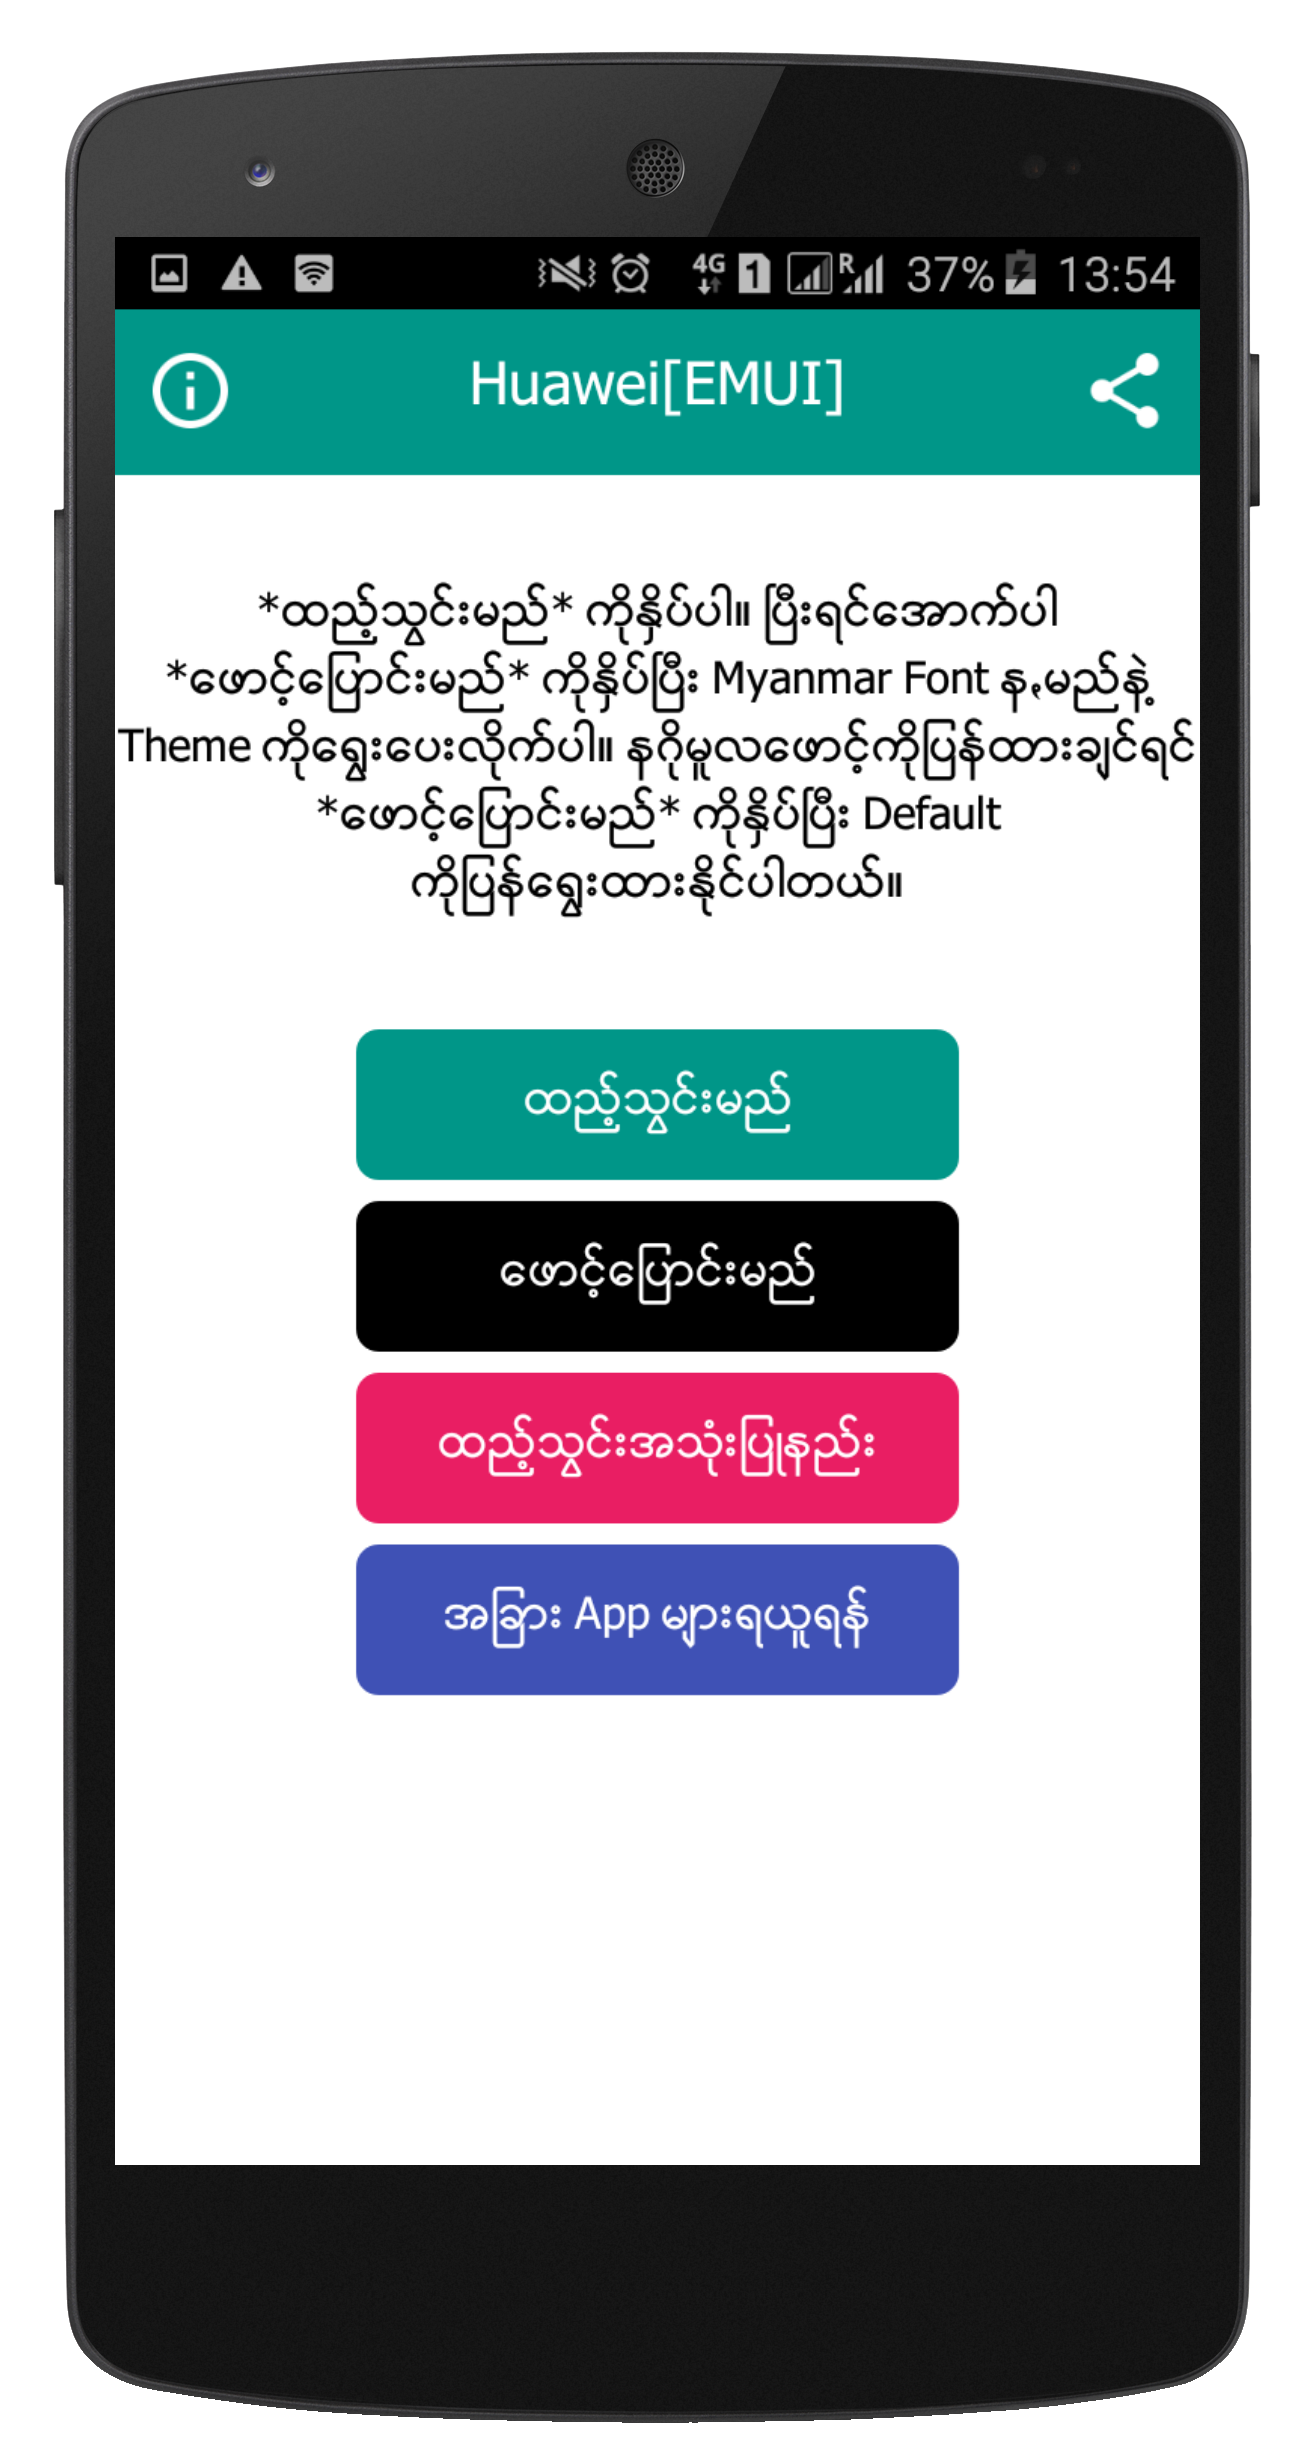 4G 1 R 37% 13:54
Huawei[EMUI]
*ထည့်သွင်းမည်* ကိုနှိပ်ပါ။ ပြီးရင်အောက်ပါ
*ဖောင့်ပြောင်းမည်* ကိုနှိပ်ပြီး Myanmar Font နှႈမည်နဲ့
Theme ကိုရွေးပေးလိုက်ပါ။ နဂိုမူလဖောင့်ကိုပြန်ထားချင်ရင်
*ဖောင့်ပြောင်းမည်* ကိုနှိပ်ပြီး Default
ကိုပြန်ရွေးထားနိုင်ပါတယ်။
ထည့်သွင်းမည်
ဖောင့်ပြောင်းမည်
ထည့်သွင်းအသုံးပြုနည်း
အခြား App များရယူရန်